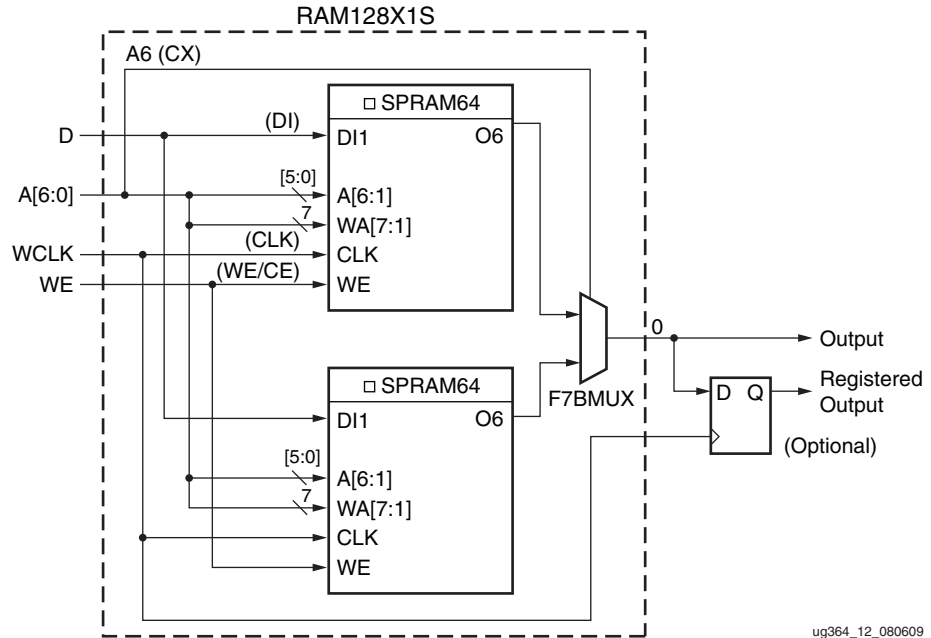 RAM128X1S
A6 (CX)
□ SPRAM64
D
(DI)
DI1
O6
A[6:0]
[5:0]
A[6:1]
7
WA[7:1]
WCLK
(CLK)
CLK
WE
(WE/CE)
WE
0
Output
F7BMUX
D Q
Registered
Output
(Optional)
□ SPRAM64
DI1
O6
[5:0]
A[6:1]
7
WA[7:1]
CLK
WE
ug364_12_080609